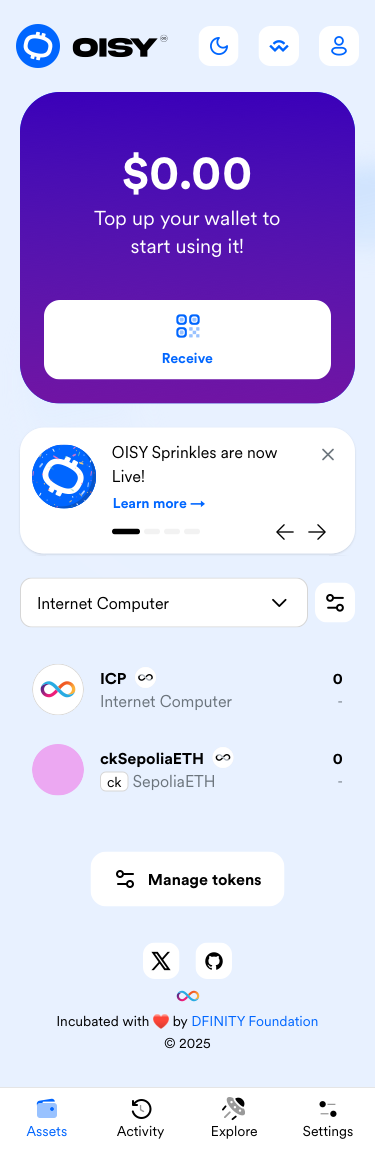 OISY
$0.00
Top up your wallet to
start using it!
Receive
OISY Sprinkles are now
Live!
Learn more →
Internet Computer
ICP 0
Internet Computer -
ckSepoliaETH 0
ck SepoliaETH -
Manage tokens
Incubated with ❤️ by DFINITY Foundation
© 2025
Assets Activity Explore Settings